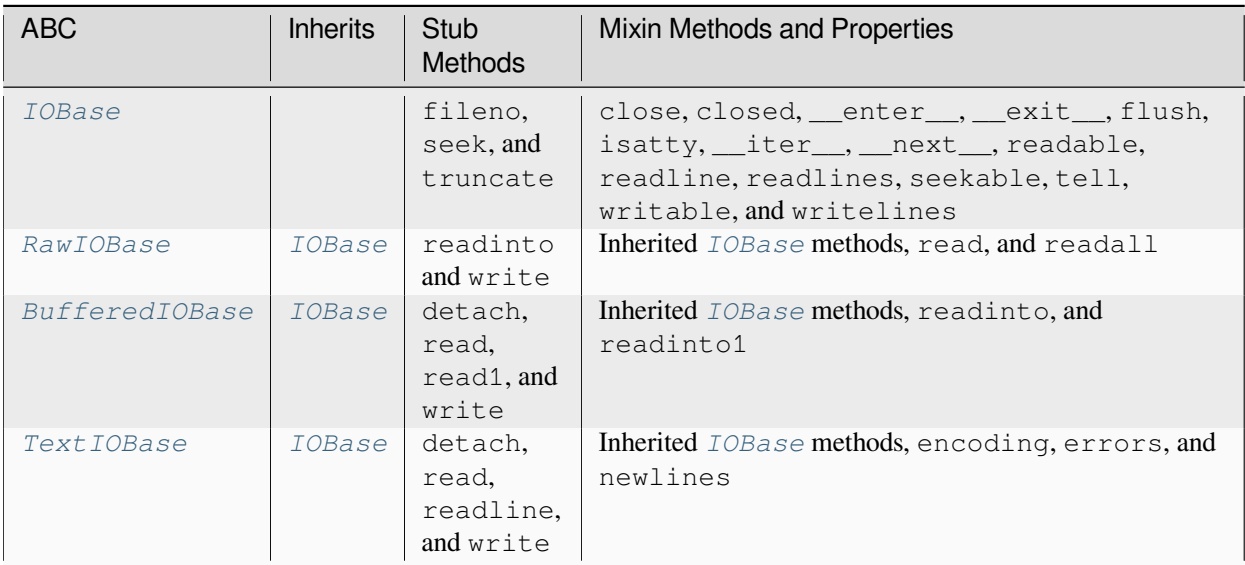 ABC Inherits Stub Methods Mixin Methods and Properties
IOBase fileno, close, closed, __enter__, __exit__, flush,
seek, and isatty, __iter__, __next__, readable,
truncate readline, readlines, seekable, tell,
writable, and writelines
RawIOBase IOBase readinto Inherited IOBase methods, read, and readall
and write
BufferedIOBase IOBase detach, Inherited IOBase methods, readinto, and
read, readinto1
read1, and
write
TextIOBase IOBase detach, Inherited IOBase methods, encoding, errors, and
read, newlines
readline,
and write